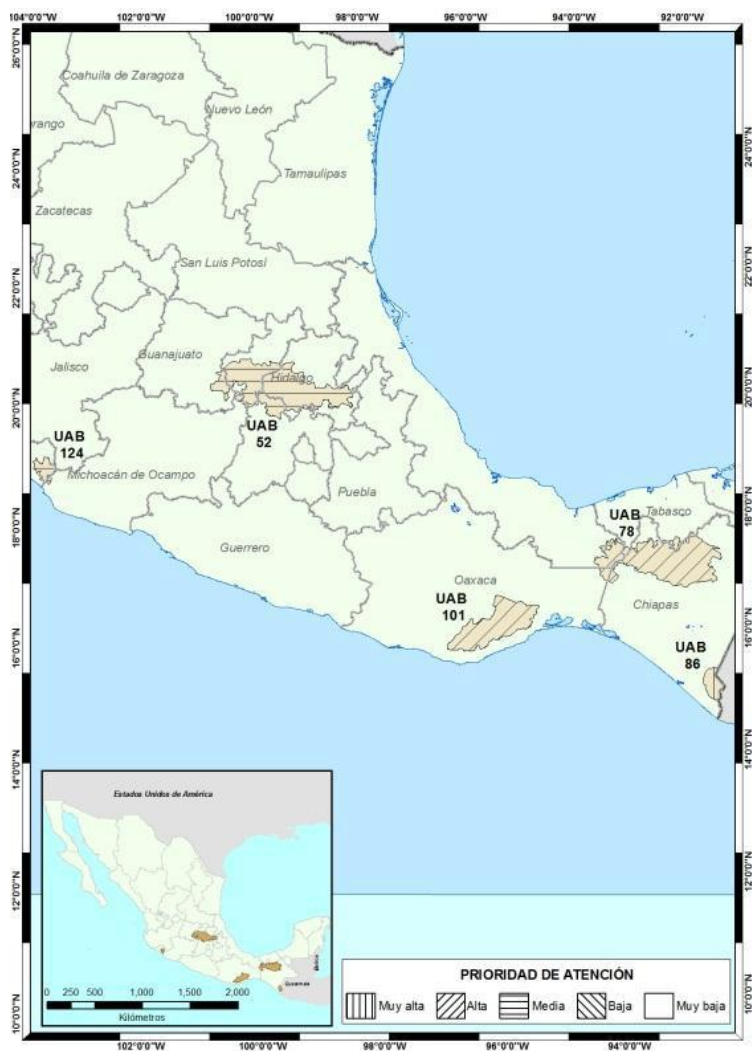 104°0'0"W 102°0'0"W 100°0'0"W 98°0'0"W 96°0'0"W 94°0'0"W 92°0'0"W
26°0'0"N
24°0'0"N
22°0'0"N
20°0'0"N
18°0'0"N
16°0'0"N
14°0'0"N
12°0'0"N
10°0'0"N
Coahuila de Zaragoza
Nuevo León
Tamaulipas
Zacatecas
San Luis Potosí
Jalisco
Guanajuato
Hidalgo
UAB
124
UAB
52
Michoacán de Ocampo
Puebla
Guerrero
Oaxaca
UAB
101
UAB
78
Tabasco
Chiapas
UAB
86
24°0'0"N
22°0'0"N
20°0'0"N
18°0'0"N
16°0'0"N
14°0'0"N
12°0'0"N
10°0'0"N
Estados Unidos de América
Belice
Guatemala
0 250 500 1,000 1,500 2,000
Kilómetros
PRIORIDAD DE ATENCIÓN
Muy alta Alta Media Baja Muy baja
102°0'0"W 100°0'0"W 98°0'0"W 96°0'0"W 94°0'0"W